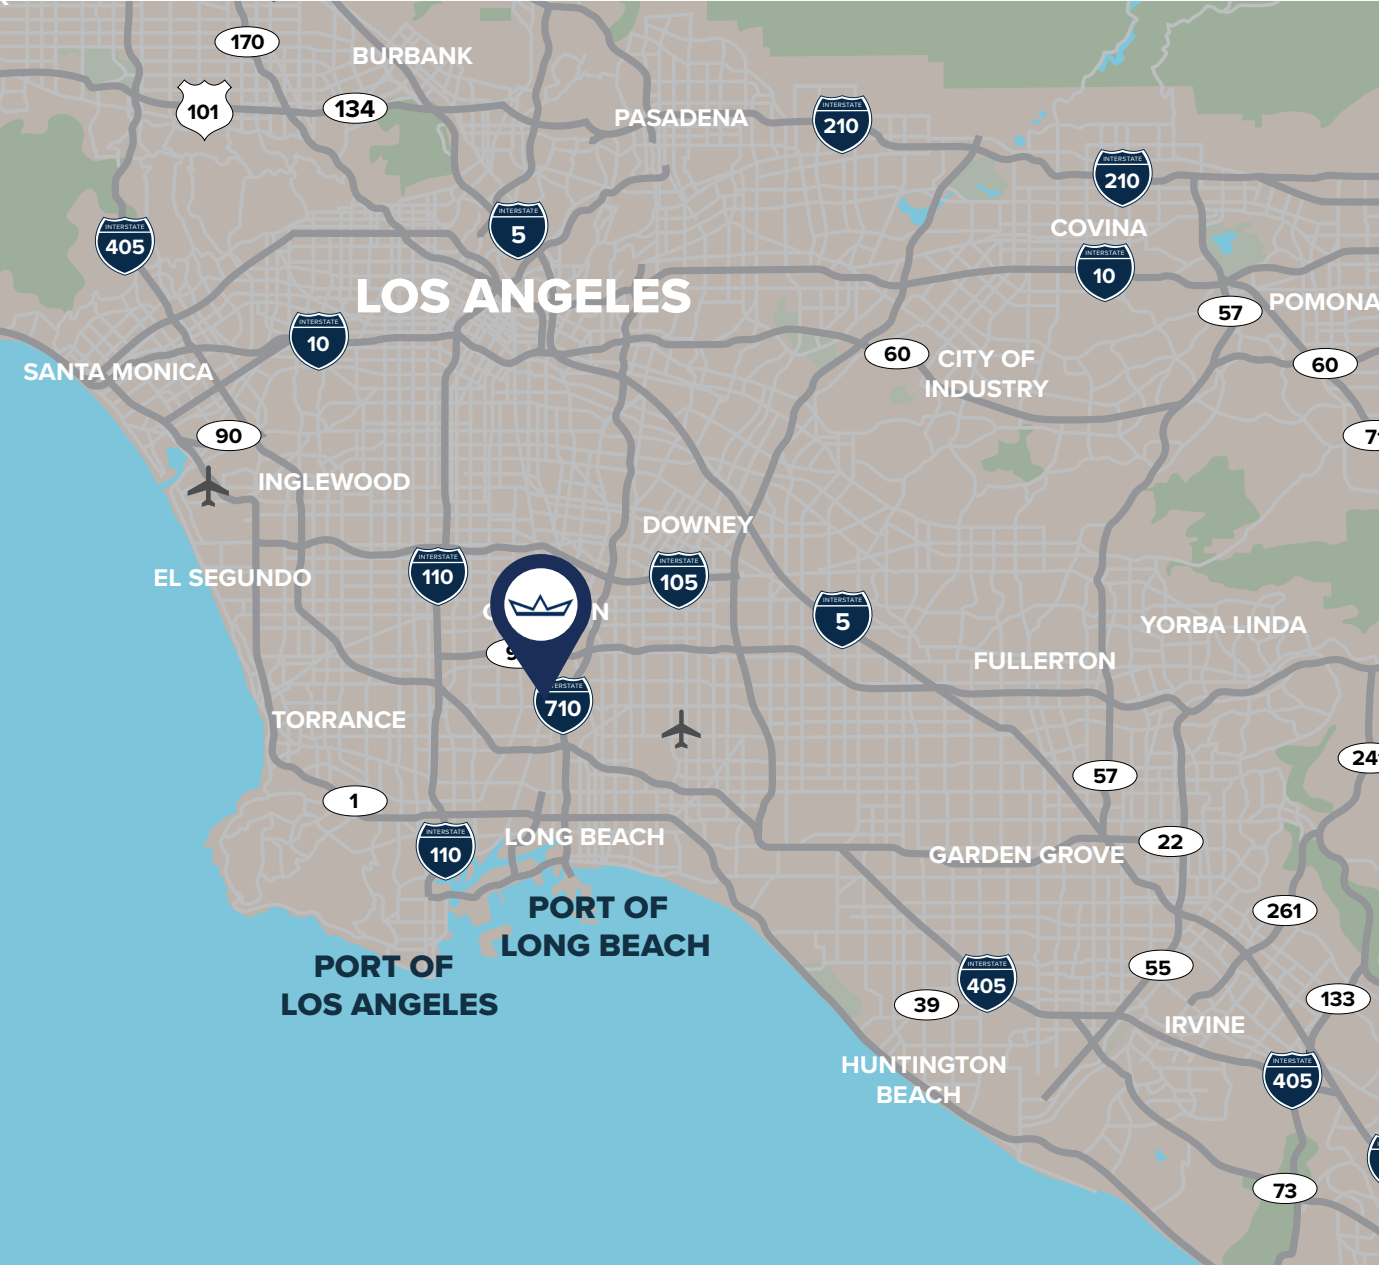 170
BURBANK
101
134
PASADENA
INTERSTATE
210
INTERSTATE
210
INTERSTATE
405
INTERSTATE
5
COVINA
INTERSTATE
10
LOS ANGELES
57
POMONA
INTERSTATE
10
60
CITY OF
INDUSTRY
60
SANTA MONICA
90
INGLEWOOD
DOWNEY
EL SEGUNDO
INTERSTATE
110
INTERSTATE
105
INTERSTATE
5
YORBA LINDA
FULLERTON
710
TORRANCE
57
1
INTERSTATE
110
LONG BEACH
22
GARDEN GROVE
PORT OF
LONG BEACH
261
PORT OF
LOS ANGELES
55
INTERSTATE
405
39
133
IRVINE
HUNTINGTON
BEACH
INTERSTATE
405
73